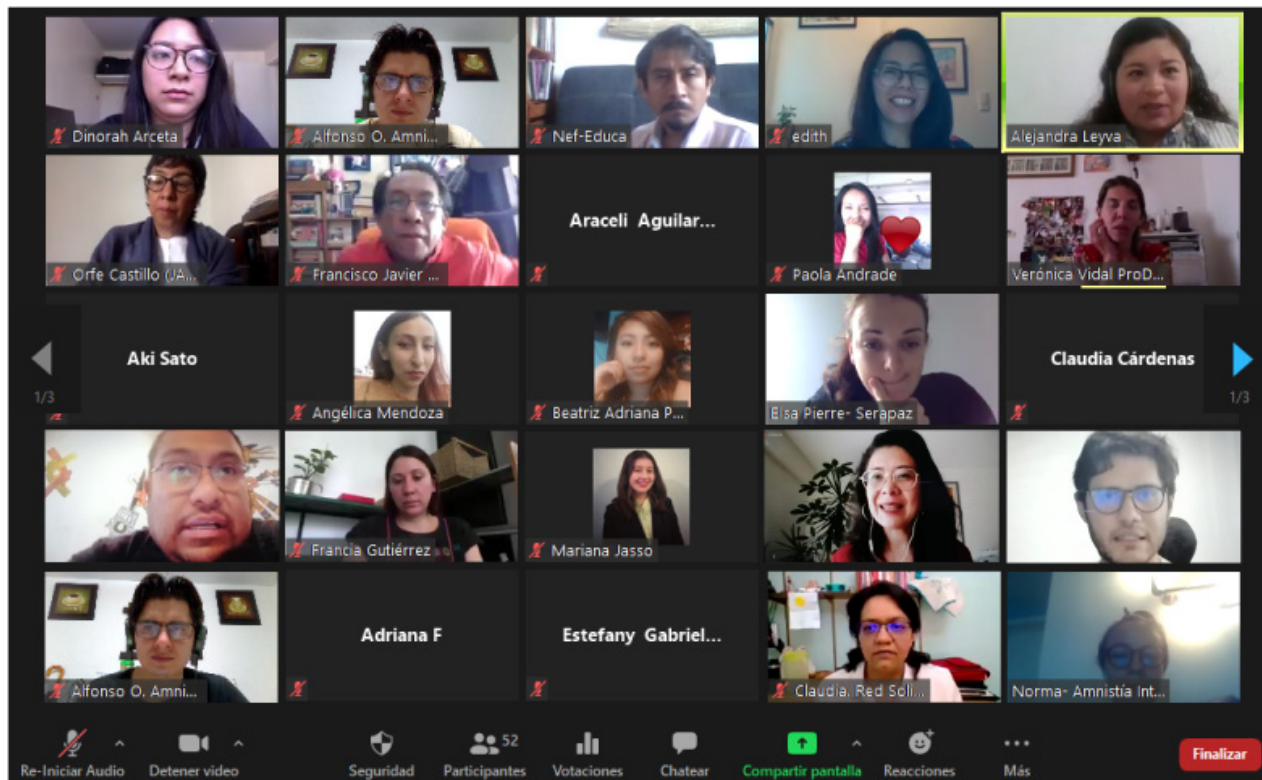 Dinorah Arceta
Alfonso O. Amni...
Nef-Educa
edith
Alejandra Leyva
Orfe Castillo (JA...
Francisco Javier ...
Araceli Aguilar...
Paola Andrade
Verónica Vidal ProD...
Aki Sato
Angélica Mendoza
Beatriz Adriana P...
Elsa Pierre- Serapaz
Claudia Cárdenas
1/3
1/3
Francia Gutiérrez
Mariana Jasso
Alfonso O. Amni...
Adriana F
Estefany Gabriel...
Claudia. Red Soli...
Norma- Amnistía Int...
52
Re-Iniciar Audio
Detener video
Seguridad
Participantes
Votaciones
Chatear
Compartir pantalla
Reacciones
Más
Finalizar